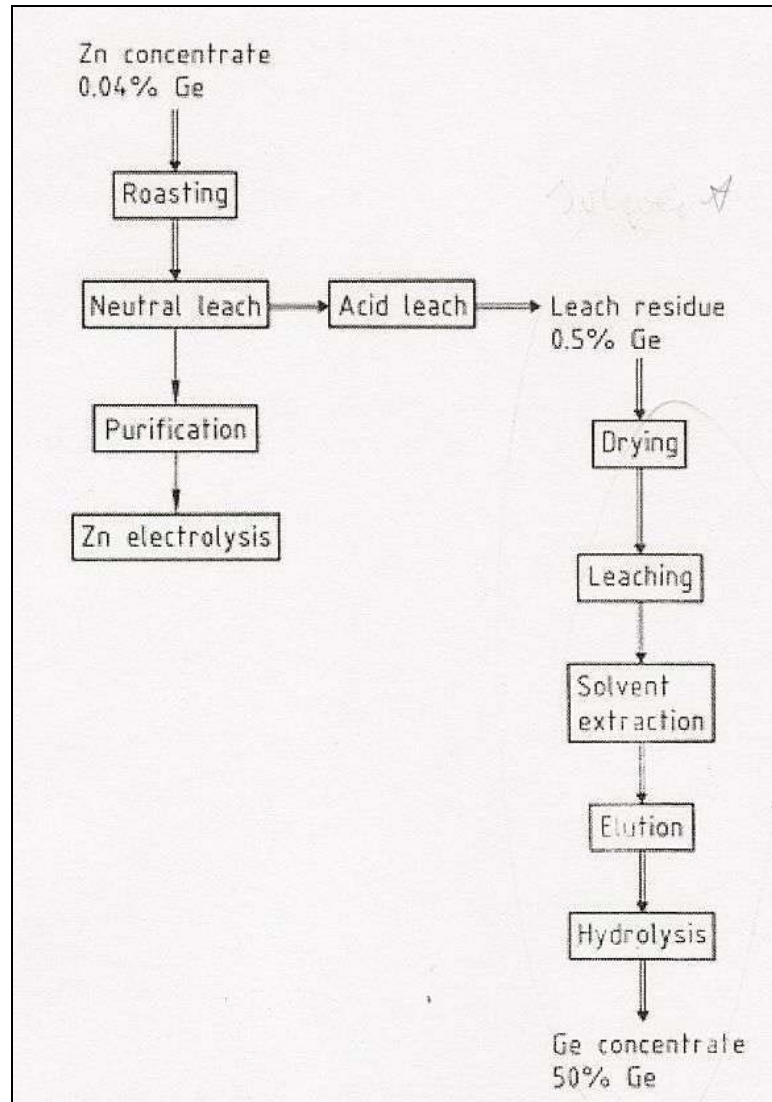 Zn concentrate
0.04% Ge
Roasting
Neutral leach
Acid leach
Leach residue
0.5% Ge
Purification
Drying
Zn electrolysis
Leaching
Solvent
extraction
Elution
Hydrolysis
Ge concentrate
50% Ge